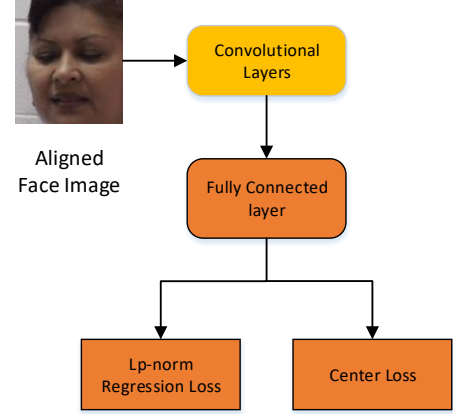 Convolutional
Layers
Aligned
Face Image
Fully Connected
layer
Lp-norm
Regression Loss
Center Loss